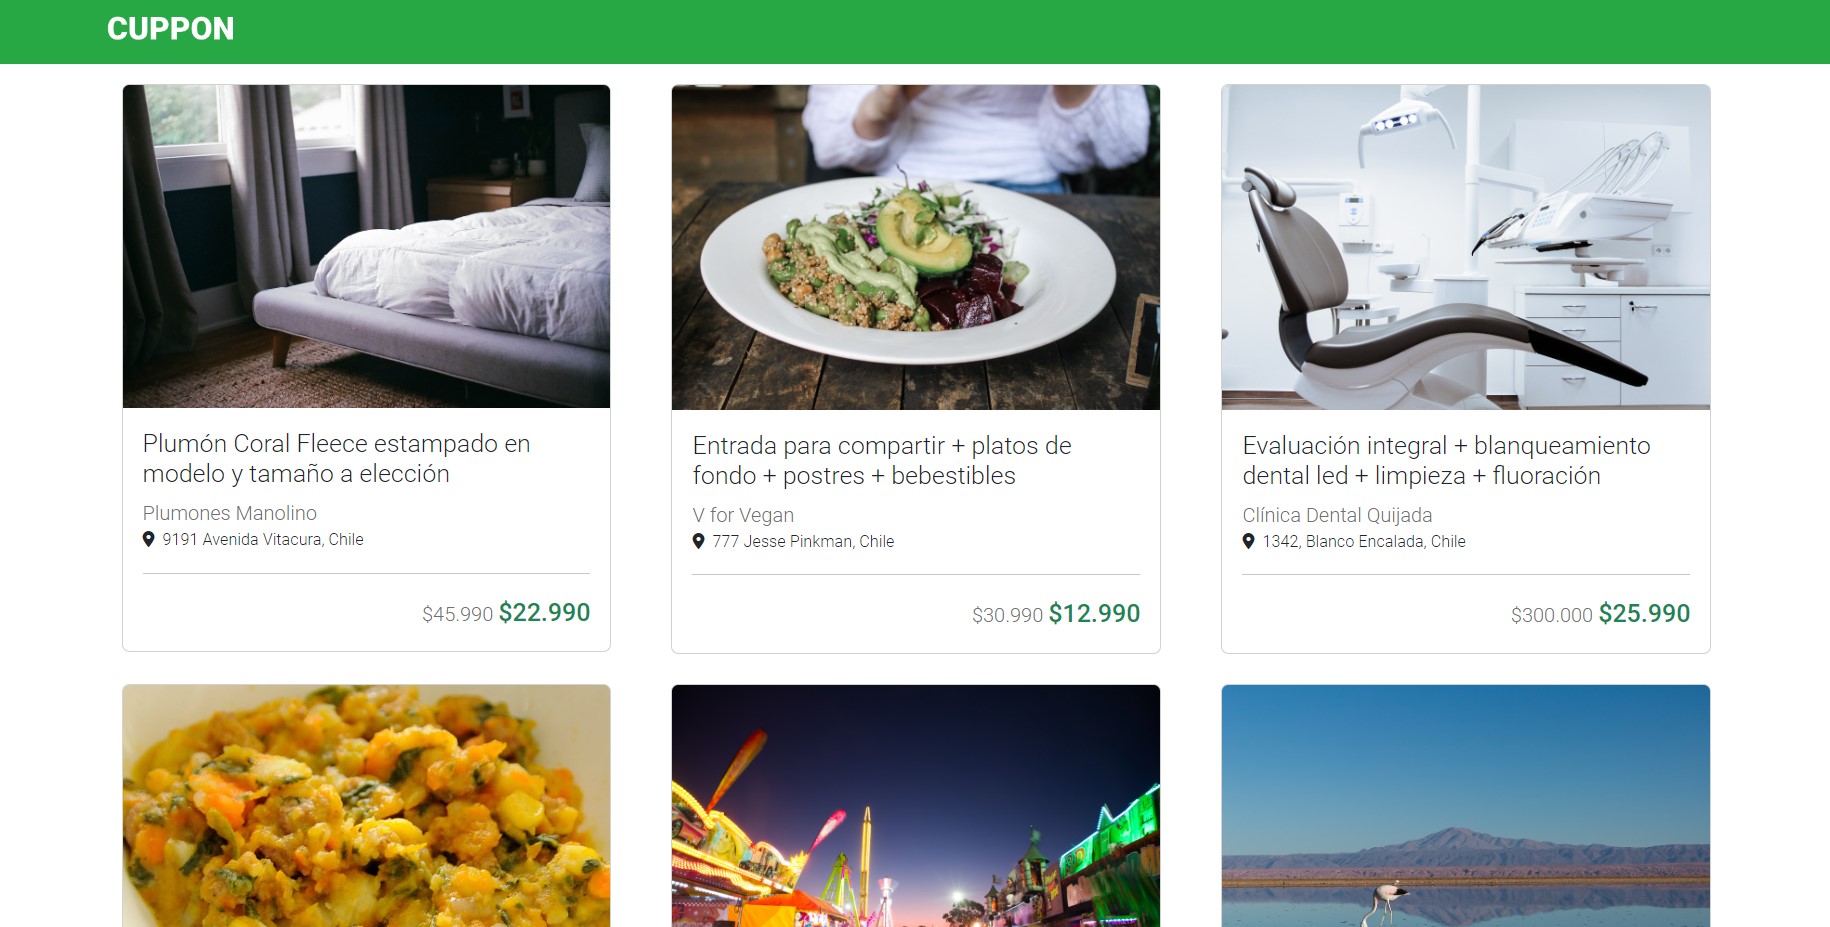 CUPPON
Plumón Coral Fleece estampado en
modelo y tamaño a elección
Plumones Manolino
9191 Avenida Vitacura, Chile
$45.990 $22.990
Entrada para compartir + platos de
fondo + postres + bebestibles
V for Vegan
777 Jesse Pinkman, Chile
$30.990 $12.990
Evaluación integral + blanqueamiento
dental led + limpieza + fluoración
Clínica Dental Quijada
1342, Blanco Encalada, Chile
$300.000 $25.990